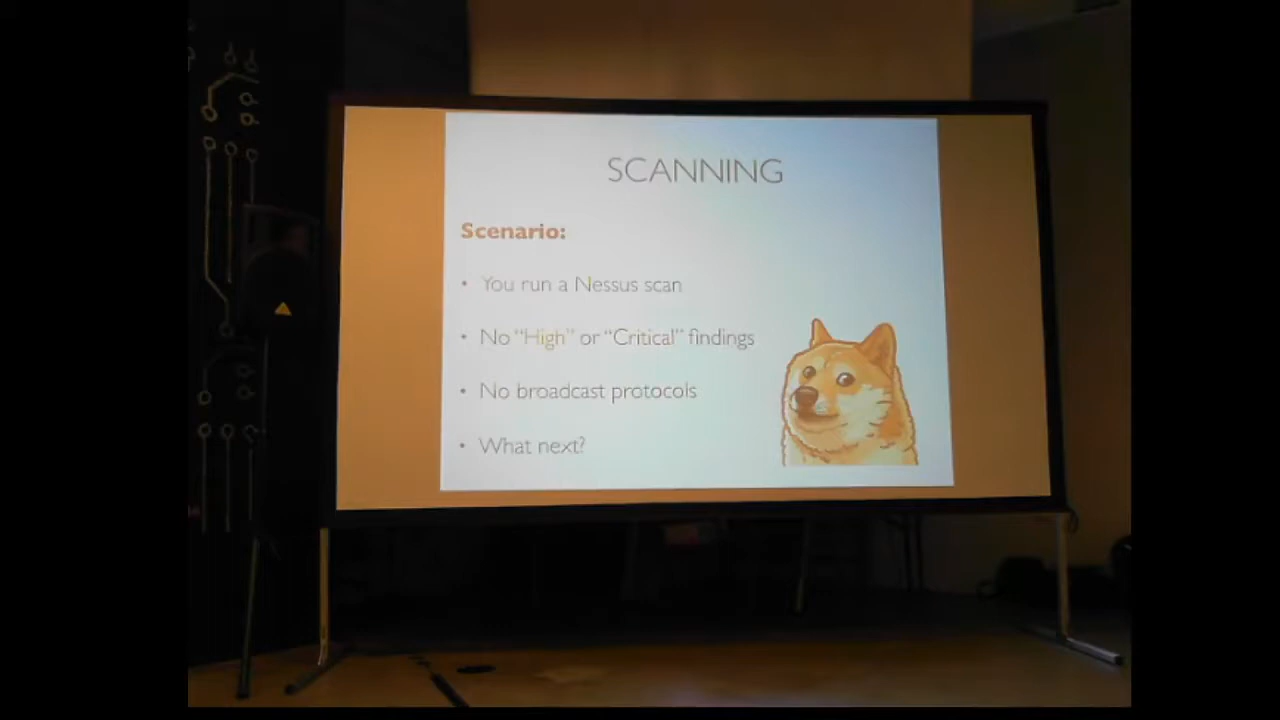 SCANNING
Scenario:
• You run a Nessus scan
• No “High” or “Critical” findings
• No broadcast protocols
• What next?